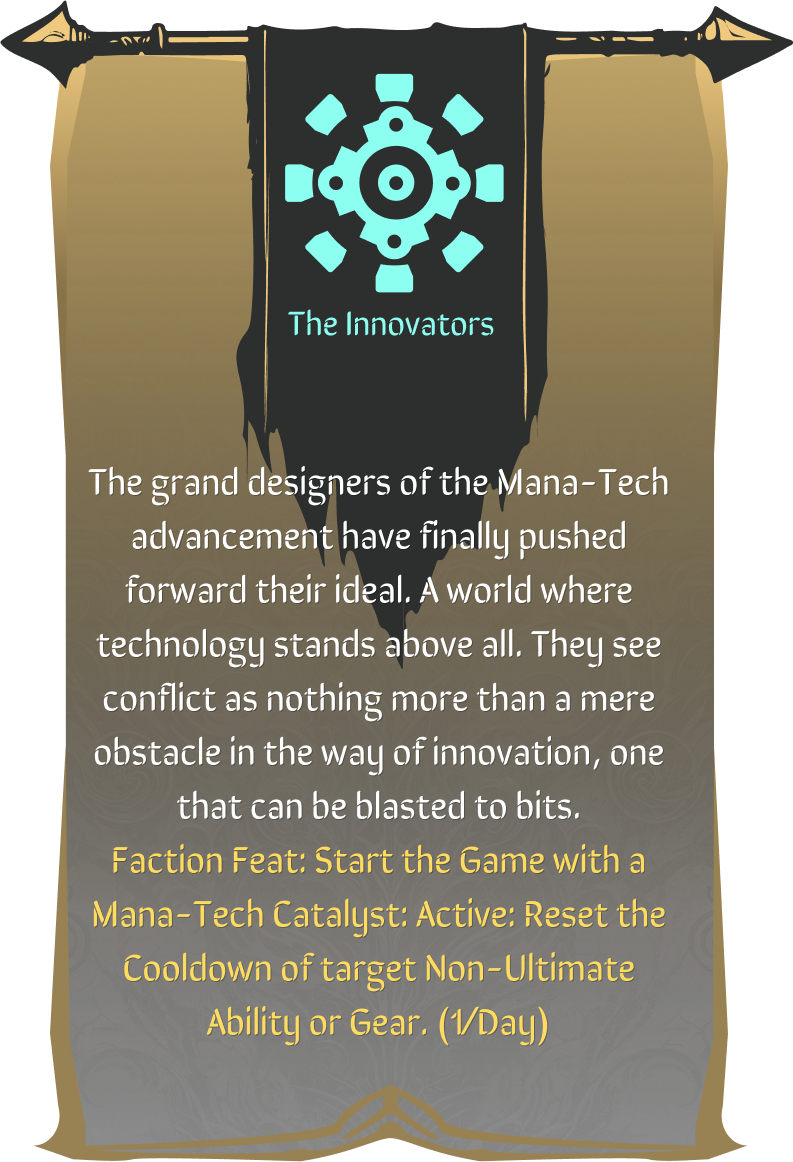 The Innovators
The grand designers of the Mana-Tech
advancement have finally pushed
forward their ideal. A world where
technology stands above all. They see
conflict as nothing more than a mere
obstacle in the way of innovation, one
that can be blasted to bits.
Faction Feat: Start the Game with a
Mana-Tech Catalyst: Active: Reset the
Cooldown of target Non-Ultimate
Ability or Gear. (1/Day)